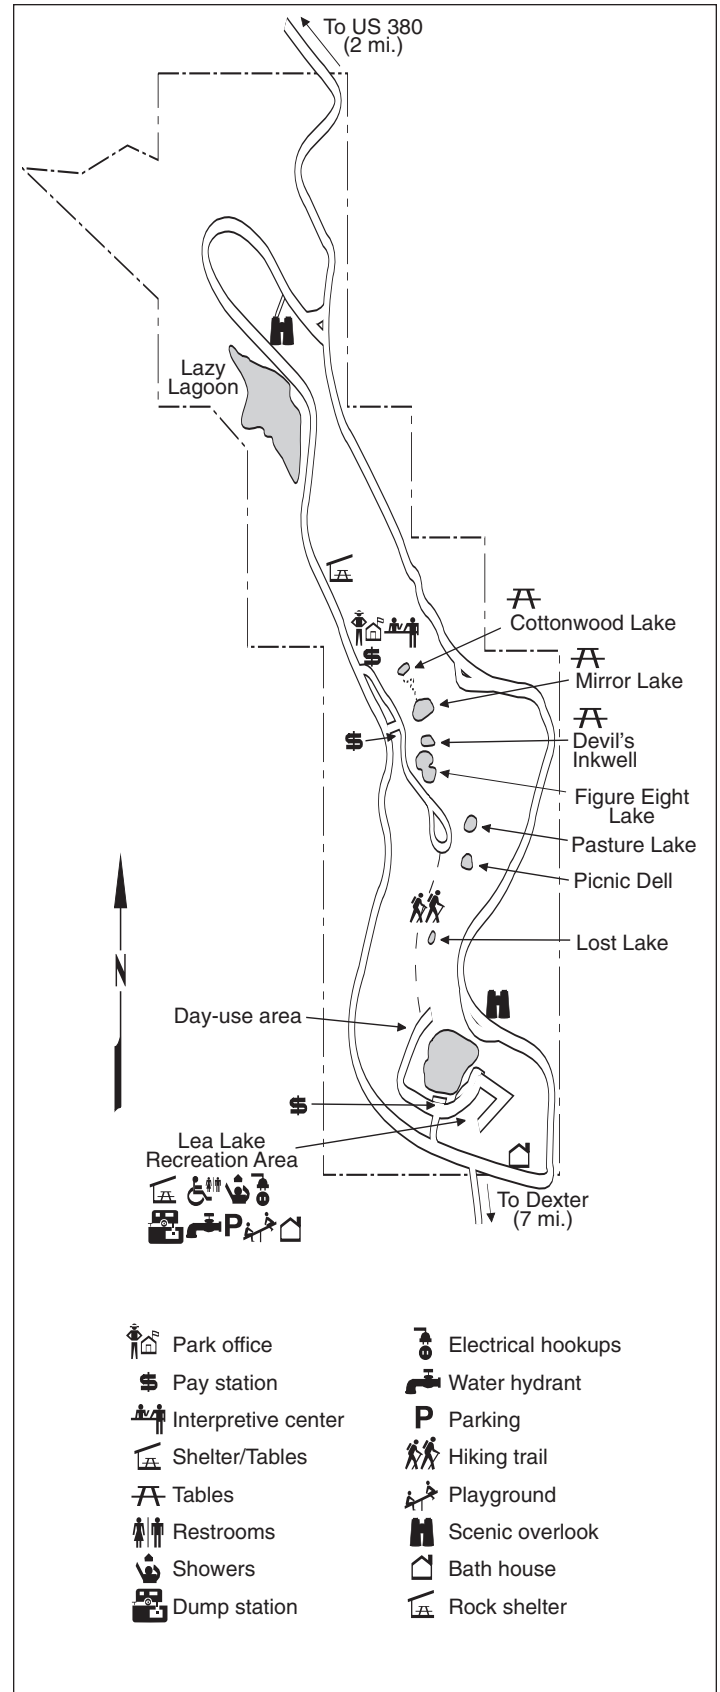 To US 380
(2 mi.)
Lazy
Lagoon
Cottonwood Lake
Mirror Lake
Devil's
Inkwell
Figure Eight
Lake
Pasture Lake
Picnic Dell
N
Lost Lake
Day-use area
Lea Lake
Recreation Area
P
To Dexter
(7 mi.)
Park office
Electrical hookups
$ Pay station
Water hydrant
Interpretive center
P Parking
Shelter/Tables
Hiking trail
Tables
Playground
Restrooms
Scenic overlook
Showers
Bath house
Dump station
Rock shelter